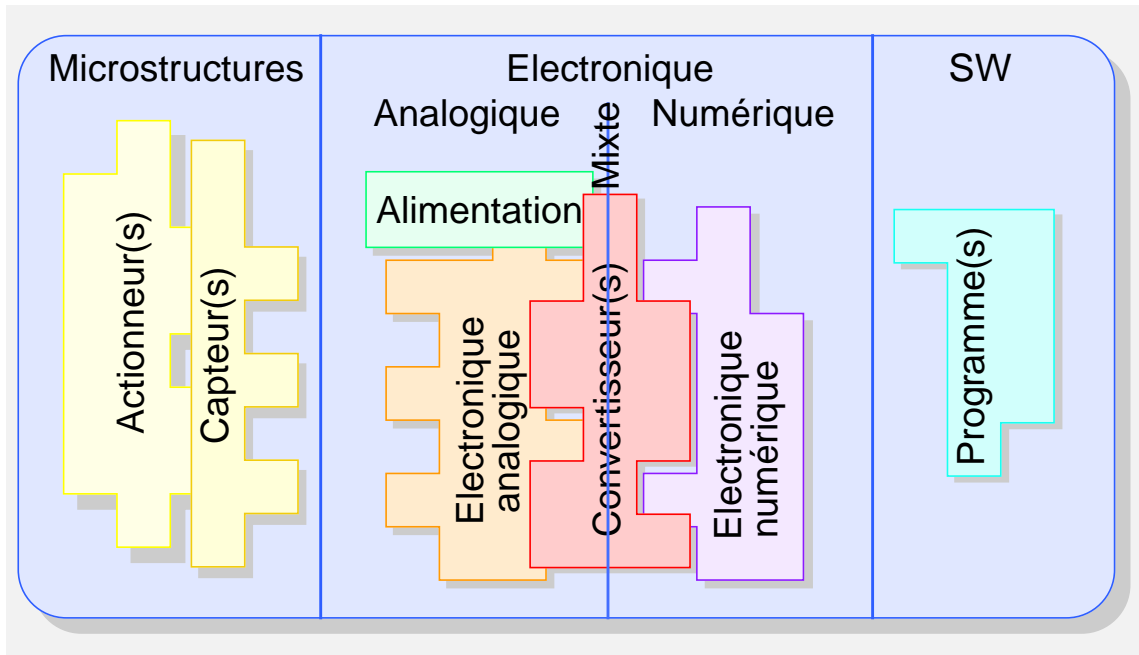 Microstructures
Electronique
SW
Analogique
Mixte
Numérique
Actionneur(s)
Capteur(s)
Alimentation
Electronique
analogique
Convertisseur(s)
Electronique
numérique
Programme(s)